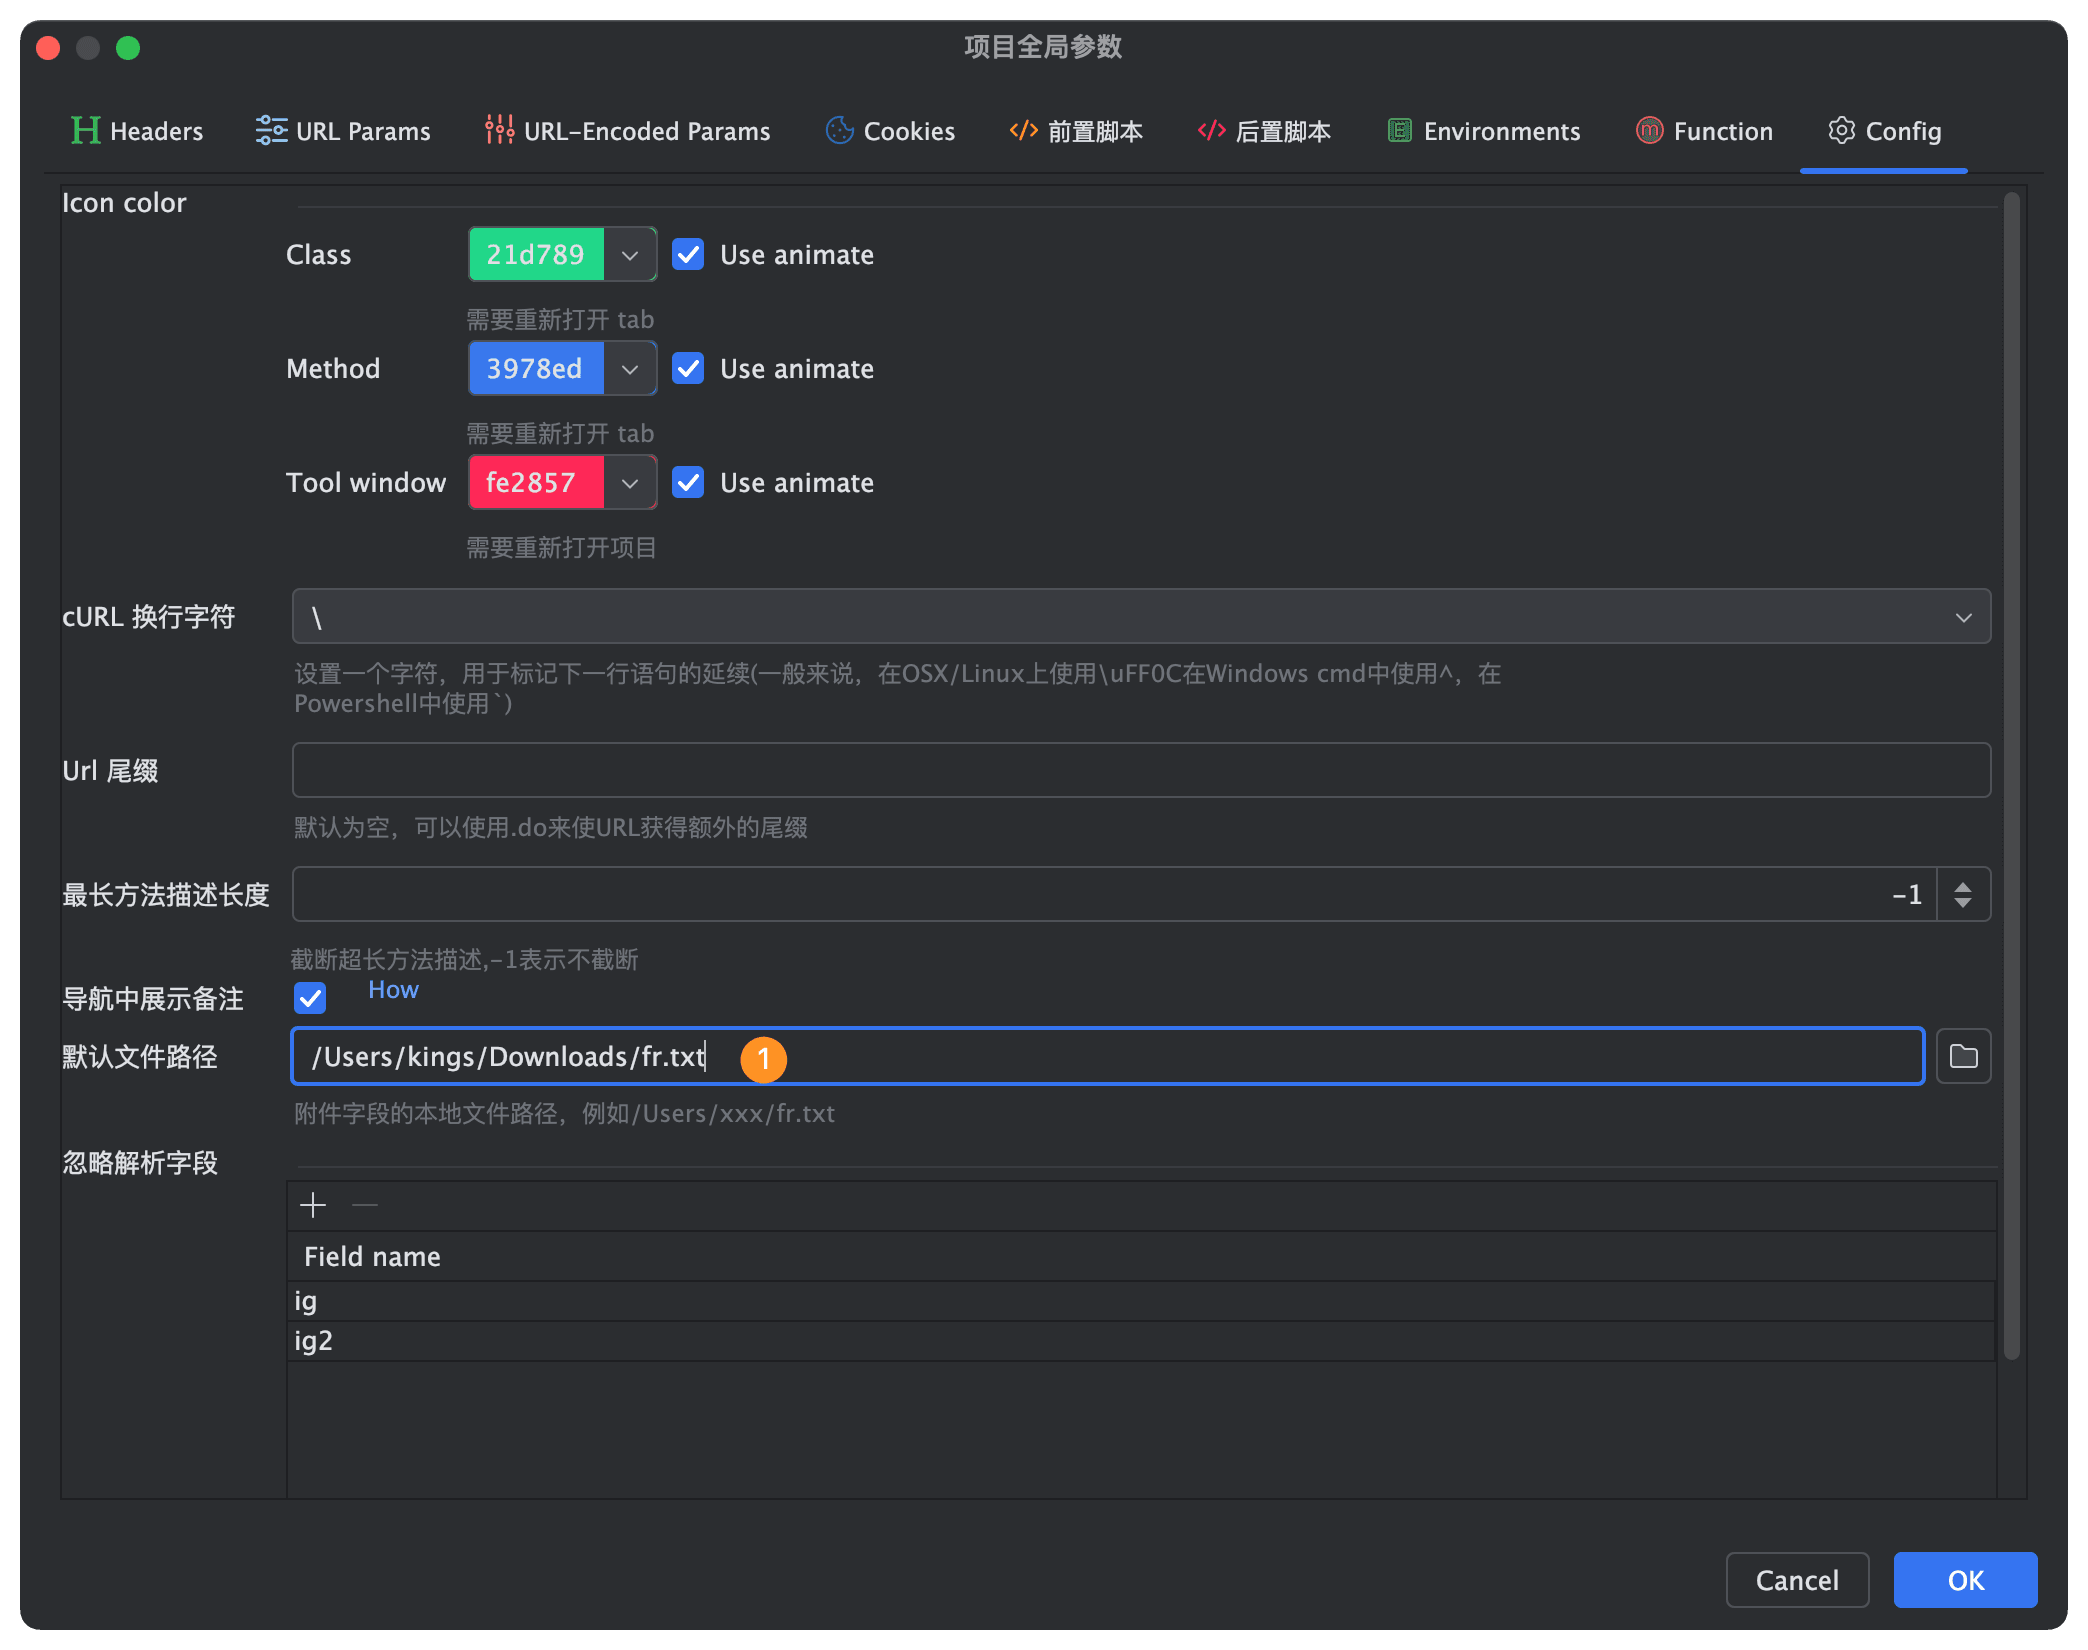 项目全局参数
Headers URL Params URL-Encoded Params Cookies 前置脚本 后置脚本 Environments Function Config
Icon color
Class 21d789 Use animate
需要重新打开 tab
Method 3978ed Use animate
需要重新打开 tab
Tool window fe2857 Use animate
需要重新打开项目
cURL 换行字符 \
设置一个字符，用于标记下一行语句的延续(一般来说，在OSX/Linux上使用\uFF0C在Windows cmd中使用^，在
Powershell中使用`)
Url 尾缀
默认为空，可以使用.do来使URL获得额外的尾缀
最长方法描述长度 -1
截断超长方法描述,-1表示不截断
导航中展示备注 How
默认文件路径 /Users/kings/Downloads/fr.txt 1
附件字段的本地文件路径，例如/Users/xxx/fr.txt
忽略解析字段
Field name
ig
ig2
Cancel OK